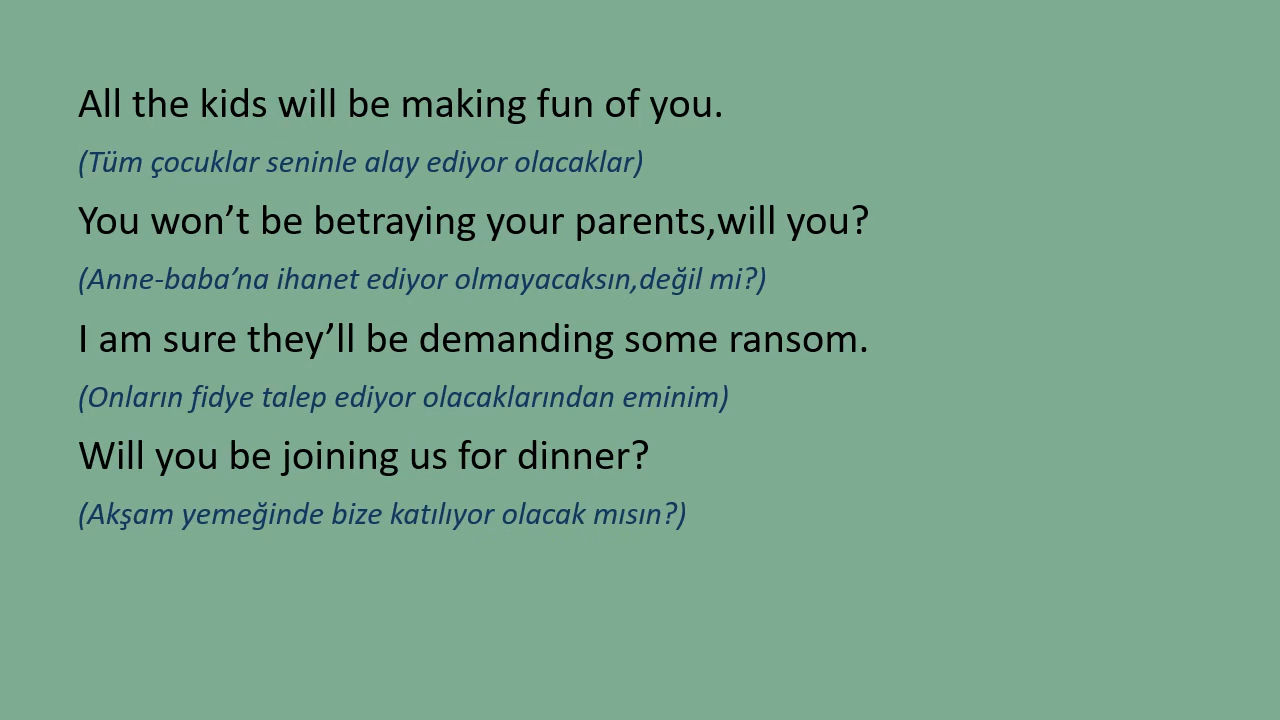 All the kids will be making fun of you.
(Tüm çocuklar seninle alay ediyor olacaklar)
You won’t be betraying your parents,will you?
(Anne-baba’na ihanet ediyor olmayacaksın,değil mi?)
I am sure they’ll be demanding some ransom.
(Onların fidye talep ediyor olacaklarından eminim)
Will you be joining us for dinner?
(Akşam yemeğinde bize katılıyor olacak mısın?)